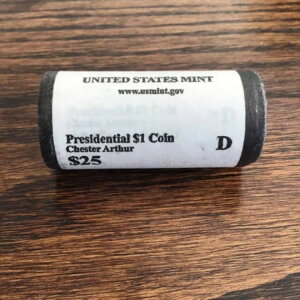 UNITED STATES MINT
www.usmint.gov
Presidential $1 Coin
Chester Arthur
$25
D